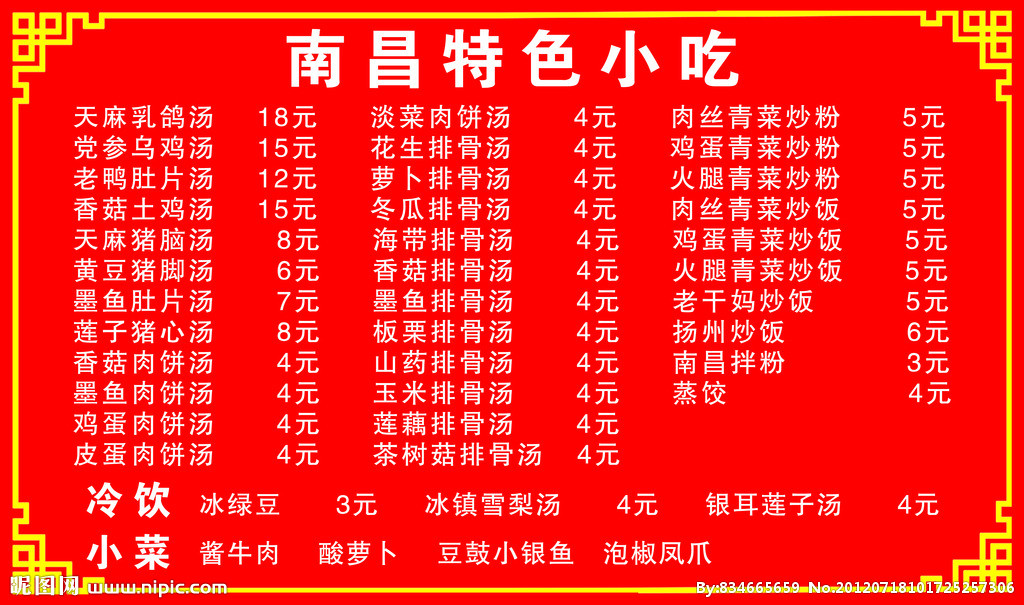 南昌特色小吃
天麻乳鸽汤 18元 淡菜肉饼汤 4元 肉丝青菜炒粉 5元
党参乌鸡汤 15元 花生排骨汤 4元 鸡蛋青菜炒粉 5元
老鸭肚片汤 12元 萝卜排骨汤 4元 火腿青菜炒粉 5元
香菇土鸡汤 15元 冬瓜排骨汤 4元 肉丝青菜炒饭 5元
天麻猪脑汤 8元 海带排骨汤 4元 鸡蛋青菜炒饭 5元
黄豆猪脚汤 6元 香菇排骨汤 4元 火腿青菜炒饭 5元
墨鱼肚片汤 7元 墨鱼排骨汤 4元 老干妈炒饭 5元
莲子猪心汤 8元 板栗排骨汤 4元 扬州炒饭 6元
香菇肉饼汤 4元 山药排骨汤 4元 南昌拌粉 3元
墨鱼肉饼汤 4元 玉米排骨汤 4元 蒸饺 4元
鸡蛋肉饼汤 4元 莲藕排骨汤 4元
皮蛋肉饼汤 4元 茶树菇排骨汤 4元
冷饮 冰绿豆 3元 冰镇雪梨汤 4元 银耳莲子汤 4元
小菜 酱牛肉 酸萝卜 豆鼓小银鱼 泡椒凤爪
昵图网 www.nipic.com By:834665659 No.20120718101725257306